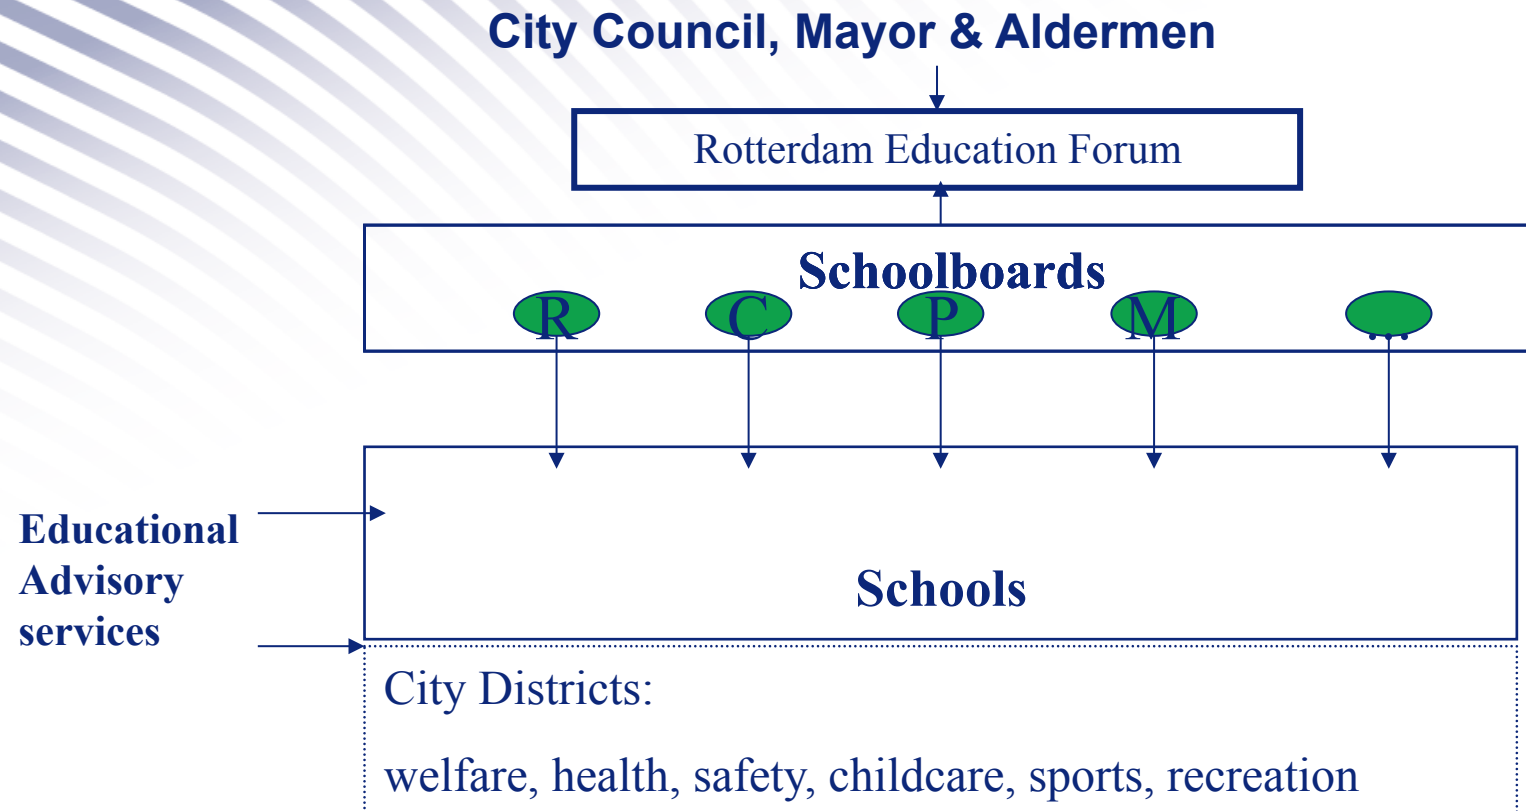 City Council, Mayor & Aldermen
Rotterdam Education Forum
Schoolboards
R C P M ...
Educational
Advisory
services
Schools
City Districts:
welfare, health, safety, childcare, sports, recreation